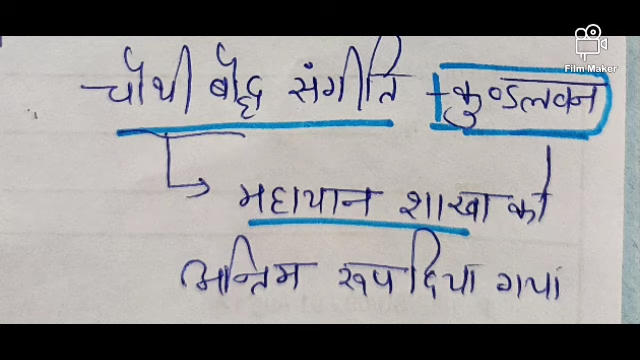 Film Maker
चौथी बौद्ध संगीति - कुण्डलवन
महायान शाखा को
अन्तिम रूप दिया गया